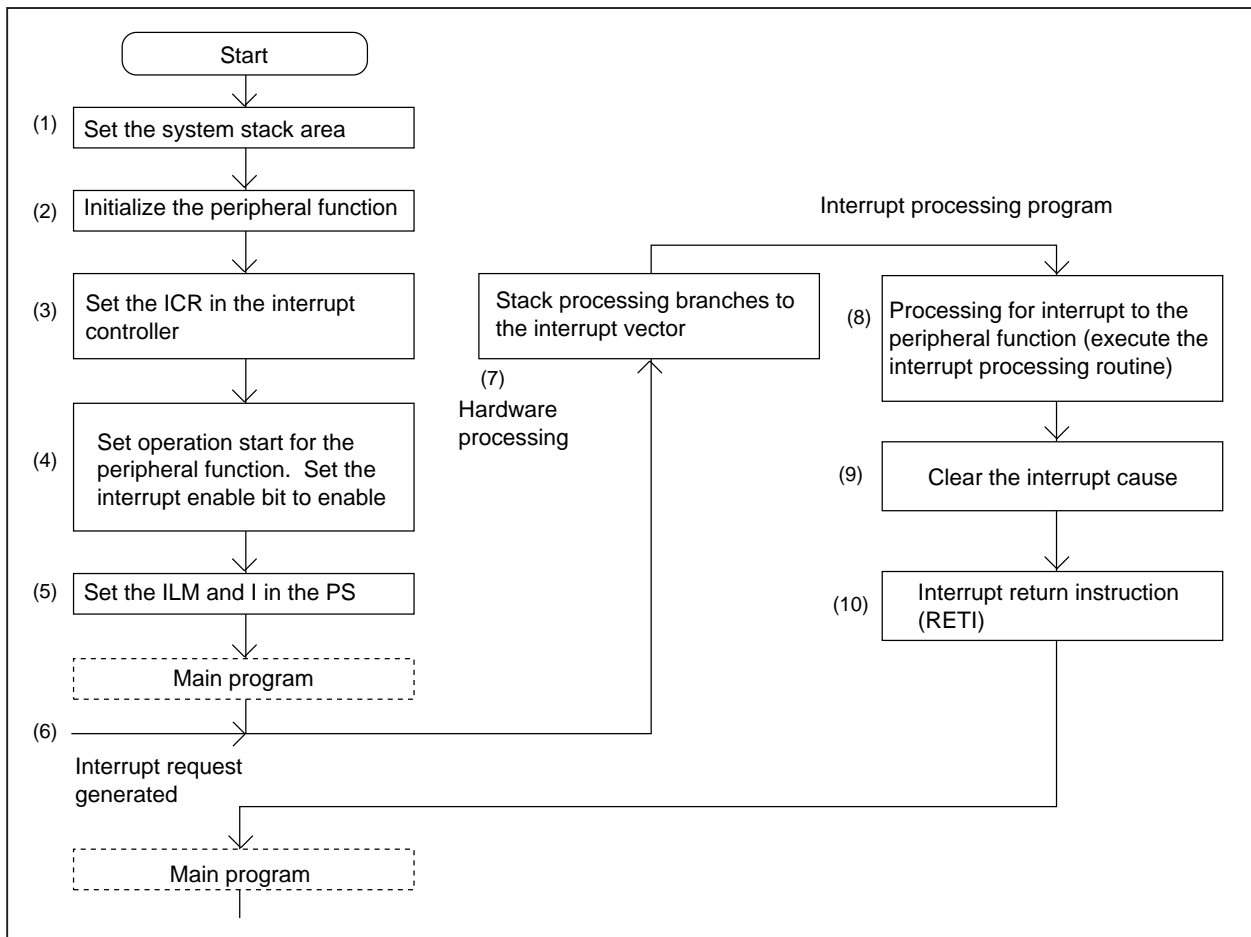 Start
(1)
Set the system stack area
(2)
Initialize the peripheral function
(3)
Set the ICR in the interrupt
controller
(4)
Set operation start for the
peripheral function.  Set the
interrupt enable bit to enable
(5)
Set the ILM and I in the PS
Main program
(6)
Interrupt request
generated
Main program
Stack processing branches to
the interrupt vector
(7)
Hardware
processing
Interrupt processing program
(8)
Processing for interrupt to the
peripheral function (execute the
interrupt processing routine)
(9)
Clear the interrupt cause
(10)
Interrupt return instruction
(RETI)